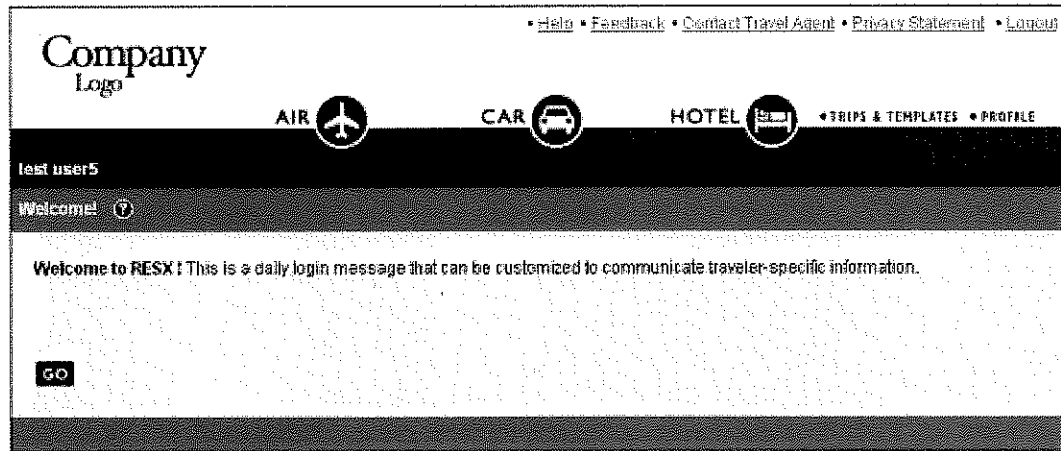 • Help • Feedback • Contact Travel Agent • Privacy Statement • Logout
Company
Logo
AIR CAR HOTEL • TRIPS & TEMPLATES • PROFILE
test user5
Welcome! ?
Welcome to RESX! This is a daily login message that can be customized to communicate traveler-specific information.
GO